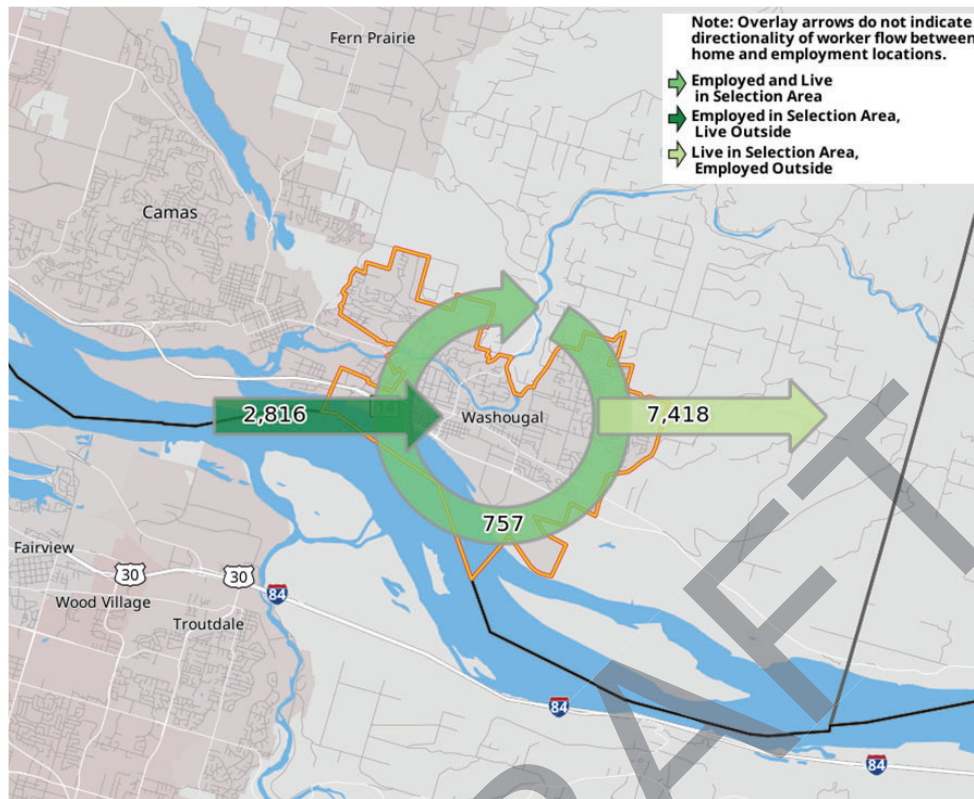 Note: Overlay arrows do not indicate
directionality of worker flow between
home and employment locations.
Employed and Live
in Selection Area
Employed in Selection Area,
Live Outside
Live in Selection Area,
Employed Outside
Fern Prairie
Camas
2,816
Washougal
7,418
757
Fairview
30
30
84
Wood Village
Troutdale
84
84
DRAFT